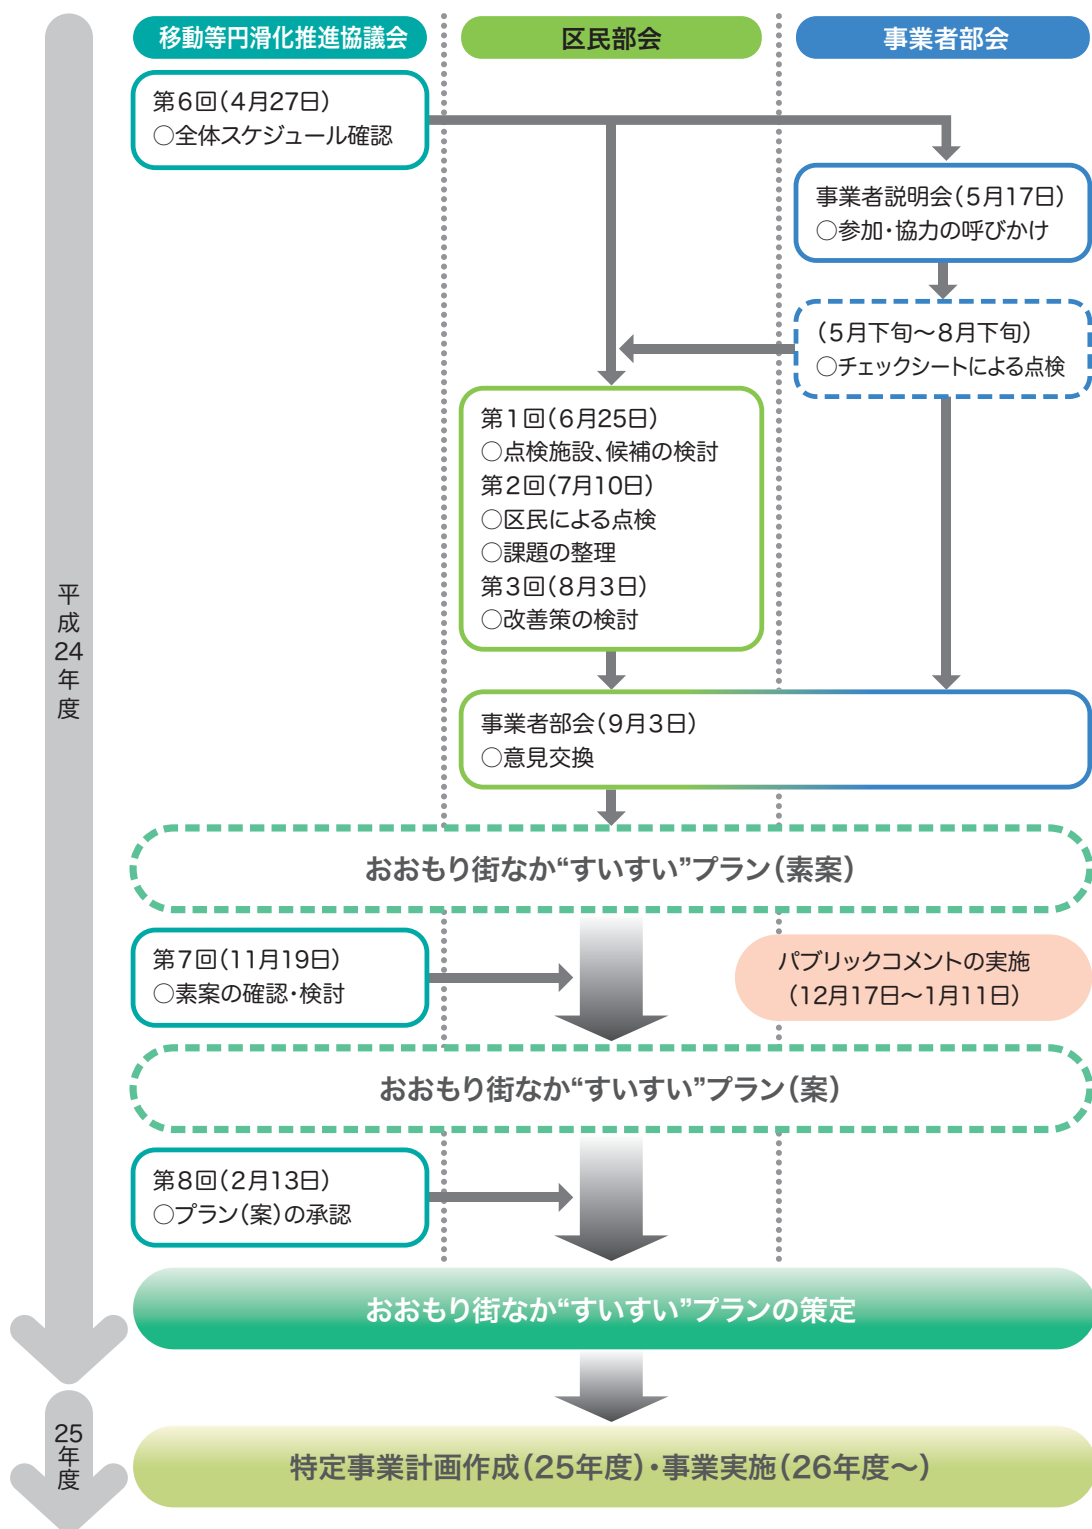 移動等円滑化推進協議会
区民部会
事業者部会
第6回(4月27日)
○全体スケジュール確認
事業者説明会(5月17日)
○参加・協力の呼びかけ
(5月下旬～8月下旬)
○チェックシートによる点検
第1回(6月25日)
○点検施設、候補の検討
第2回(7月10日)
○区民による点検
○課題の整理
第3回(8月3日)
○改善策の検討
事業者部会(9月3日)
○意見交換
おおもり街なか“すいすい”プラン(素案)
第7回(11月19日)
○素案の確認・検討
パブリックコメントの実施
(12月17日～1月11日)
おおもり街なか“すいすい”プラン(案)
第8回(2月13日)
○プラン(案)の承認
おおもり街なか“すいすい”プランの策定
特定事業計画作成(25年度)・事業実施(26年度～)
平成24年度
25年度